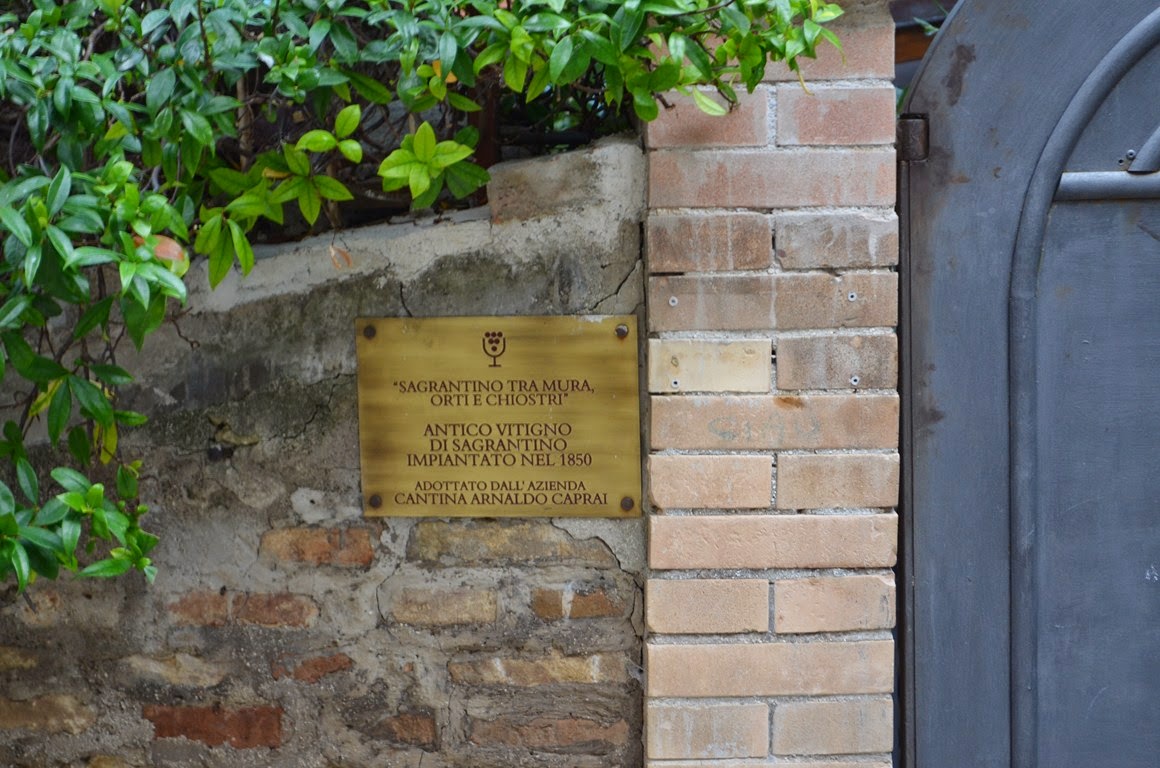 "SAGRANTINO TRA MURA,
ORTI E CHIOSTRI"
ANTICO VITIGNO
DI SAGRANTINO
IMPIANTATO NEL 1850
ADOTTATO DALL' AZIENDA
CANTINA ARNALDO CAPRAI